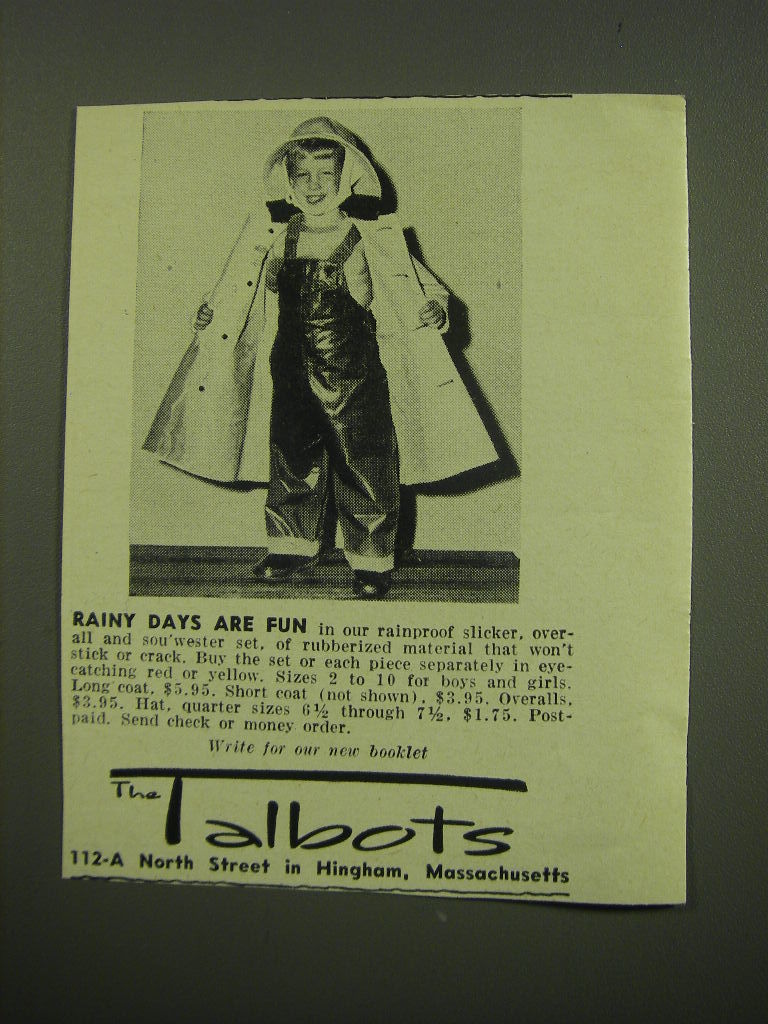 RAINY DAYS ARE FUN in our rainproof slicker, over-
all and sou'wester set, of rubberized material that won't
stick or crack. Buy the set or each piece separately in eye-
catching red or yellow. Sizes 2 to 10 for boys and girls.
Long coat, $5.95. Short coat (not shown), $3.95. Overalls,
$3.95. Hat, quarter sizes 6½ through 7½, $1.75. Post-
paid. Send check or money order.
Write for our new booklet
The Talbots
112-A North Street in Hingham, Massachusetts